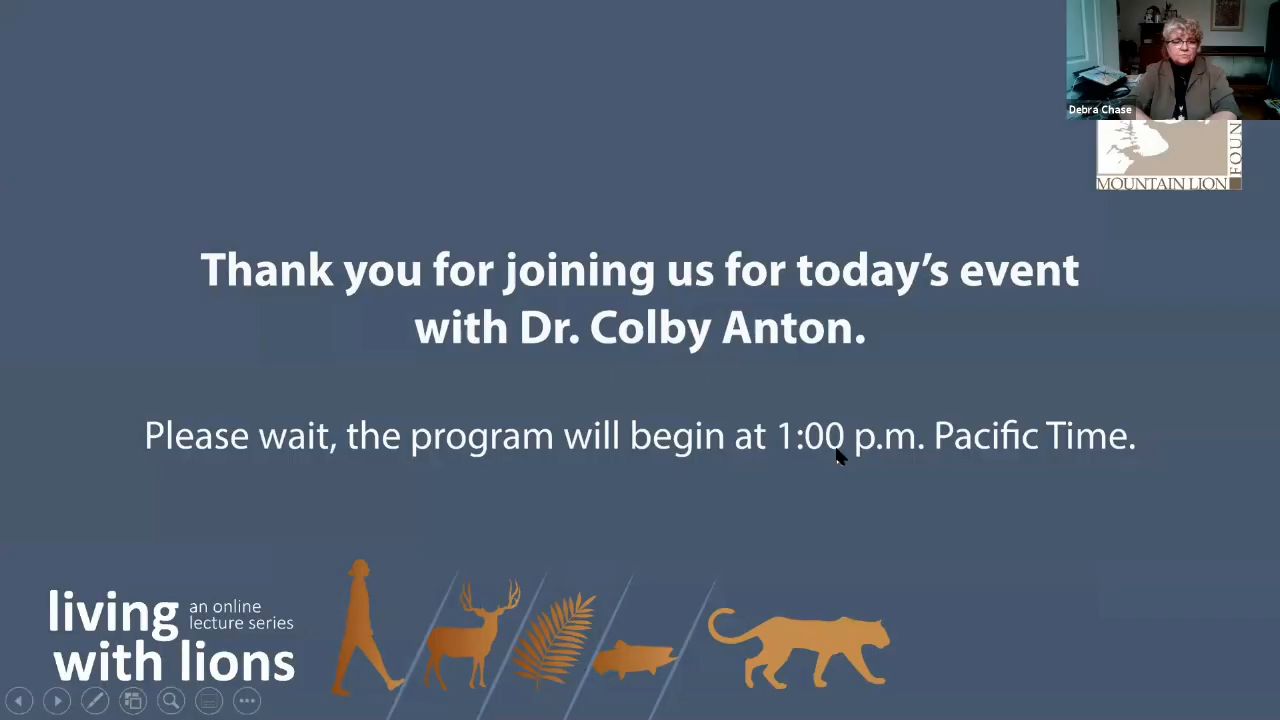 Debra Chase
MOUNTAIN LION
FOUN
Thank you for joining us for today’s event
with Dr. Colby Anton.
Please wait, the program will begin at 1:00 p.m. Pacific Time.
living
an online
lecture series
with lions